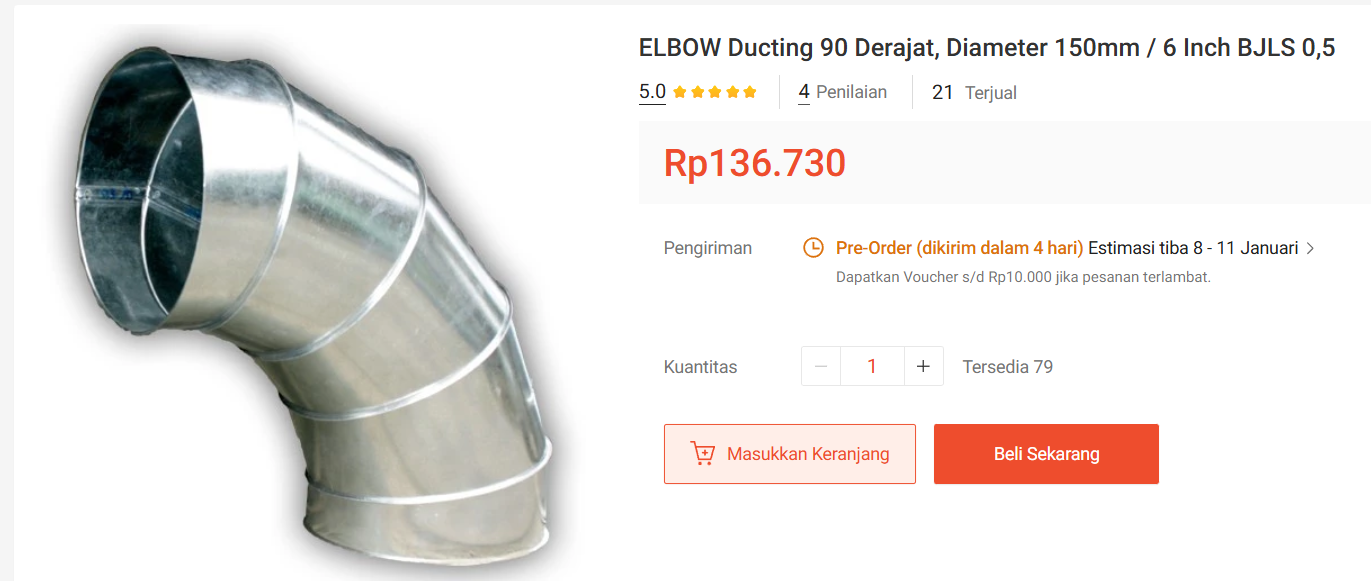 ELBOW Ducting 90 Derajat, Diameter 150mm / 6 Inch BJLS 0,5
5.0 4 Penilaian 21 Terjual
Rp136.730
Pengiriman Pre-Order (dikirim dalam 4 hari) Estimasi tiba 8 - 11 Januari
Dapatkan Voucher s/d Rp10.000 jika pesanan terlambat.
Kuantitas 1 Tersedia 79
Masukkan Keranjang Beli Sekarang